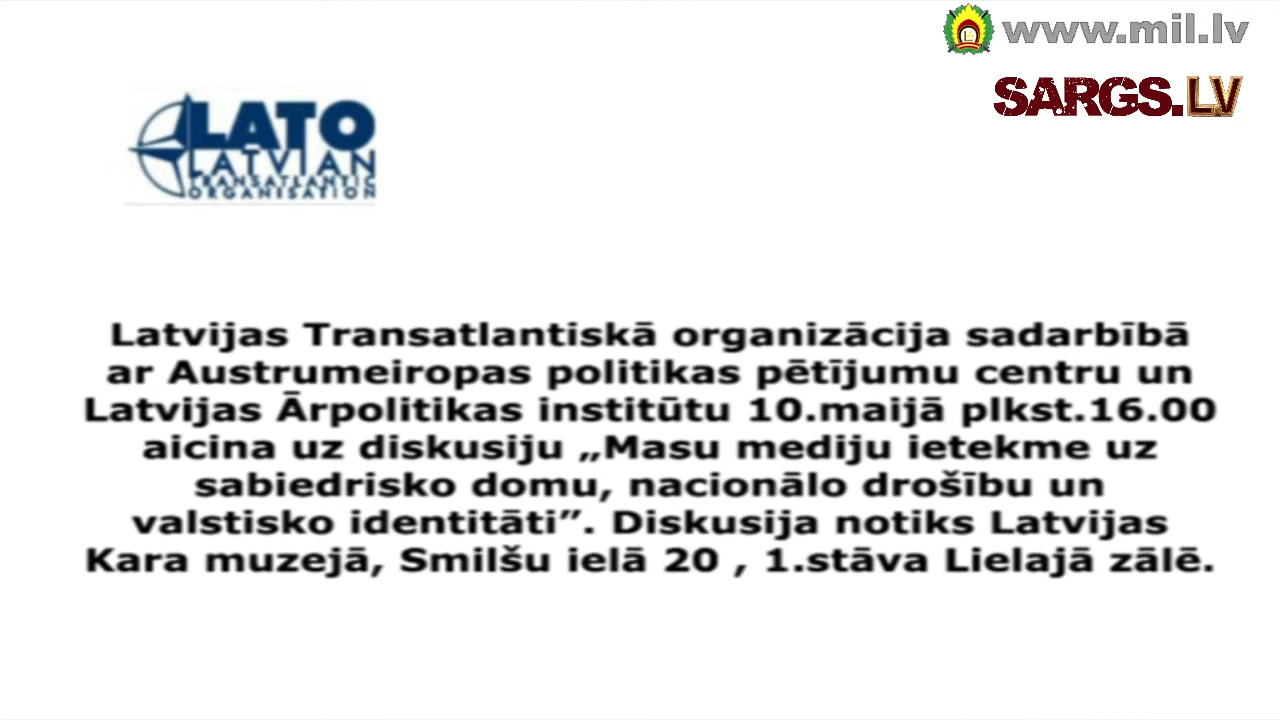 www.mil.lv
SARGS.LV
LATO
LATVIAN
TRANSATLANTIC
ORGANISATION
Latvijas Transatlantiskā organizācija sadarbībā
ar Austrumeiropas politikas pētījumu centru un
Latvijas Ārpolitikas institūtu 10.maijā plkst.16.00
aicina uz diskusiju „Masu mediju ietekme uz
sabiedrisko domu, nacionālo drošību un
valstisko identitāti”. Diskusija notiks Latvijas
Kara muzejā, Smilšu ielā 20 , 1.stāva Lielajā zālē.